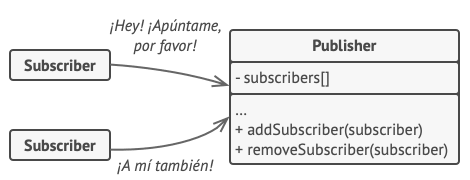 ¡Hey! ¡Apúntame,
por favor!
Subscriber
Subscriber
¡A mí también!
Publisher
- subscribers[]
...
+ addSubscriber(subscriber)
+ removeSubscriber(subscriber)